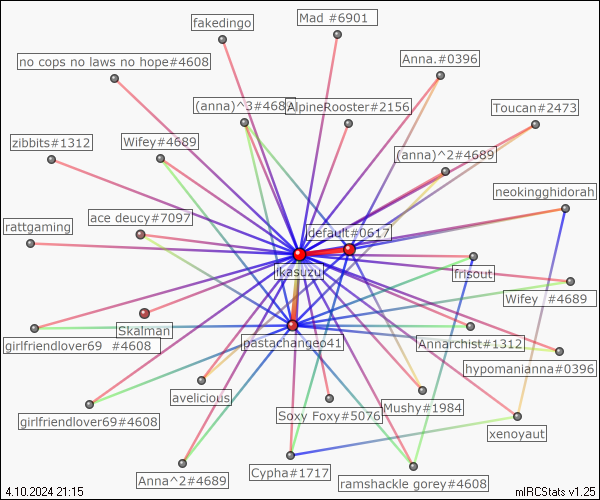 fakedingo
Mad #6901
no cops no laws no hope#4608
Anna.#0396
(anna)^3#4689
AlpineRooster#2156
Toucan#2473
zibbits#1312
Wifey#4689
(anna)^2#4689
neokingghidorah
rattgaming
ace deucy#7097
default#0617
ikasuzu
frisout
Wifey #4689
Skalman
girlfriendlover69 #4608
pastachange041
Annarchist#1312
hypomanianna#0396
avelicious
girlfriendlover69#4608
Soxy Foxy#5076
Mushy#1984
xenoyaut
Anna^2#4689
Cypha#1717
ramshackle gorey#4608
4.10.2024 21:15
mIRCStats v1.25